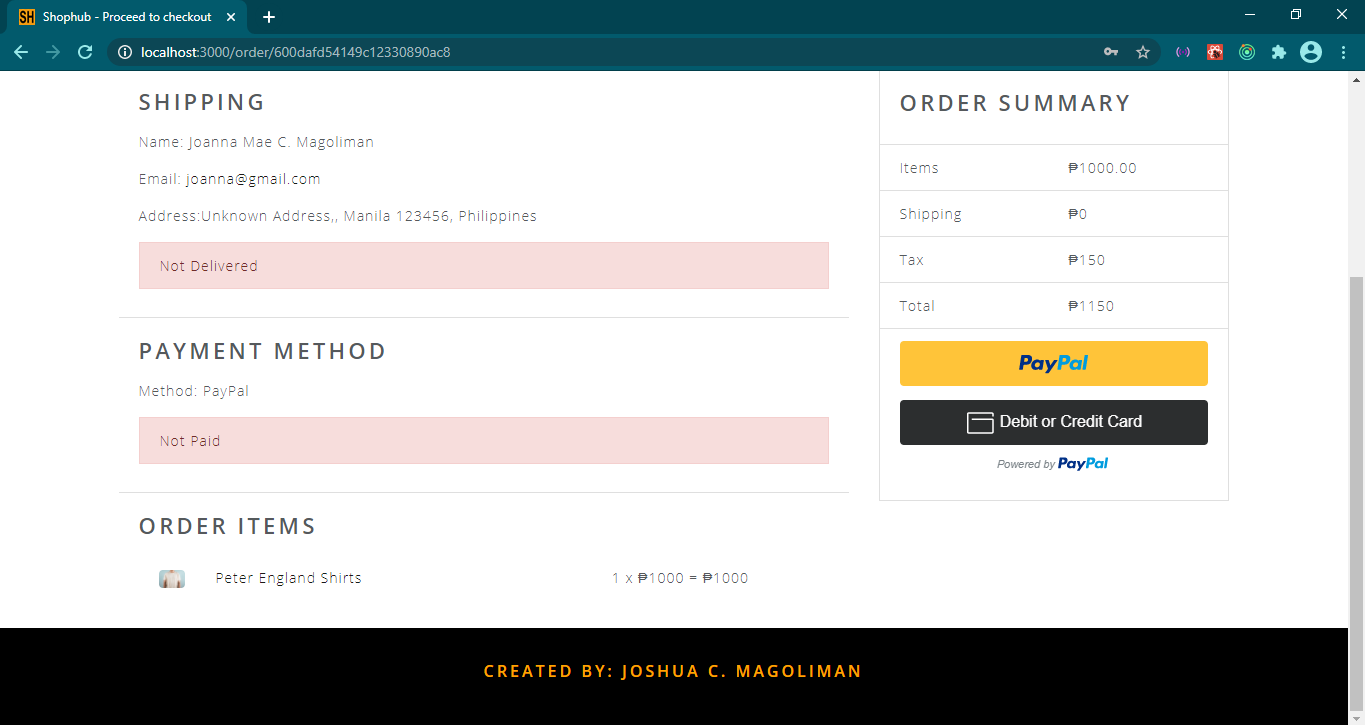 SH Shophub - Proceed to checkout
localhost:3000/order/600dafd54149c12330890ac8
SHIPPING
Name: Joanna Mae C. Magoliman
Email: joanna@gmail.com
Address:Unknown Address,, Manila 123456, Philippines
Not Delivered
PAYMENT METHOD
Method: PayPal
Not Paid
ORDER ITEMS
Peter England Shirts 1 x ₱1000 = ₱1000
ORDER SUMMARY
Items ₱1000.00
Shipping ₱0
Tax ₱150
Total ₱1150
PayPal
Debit or Credit Card
Powered by PayPal
CREATED BY: JOSHUA C. MAGOLIMAN